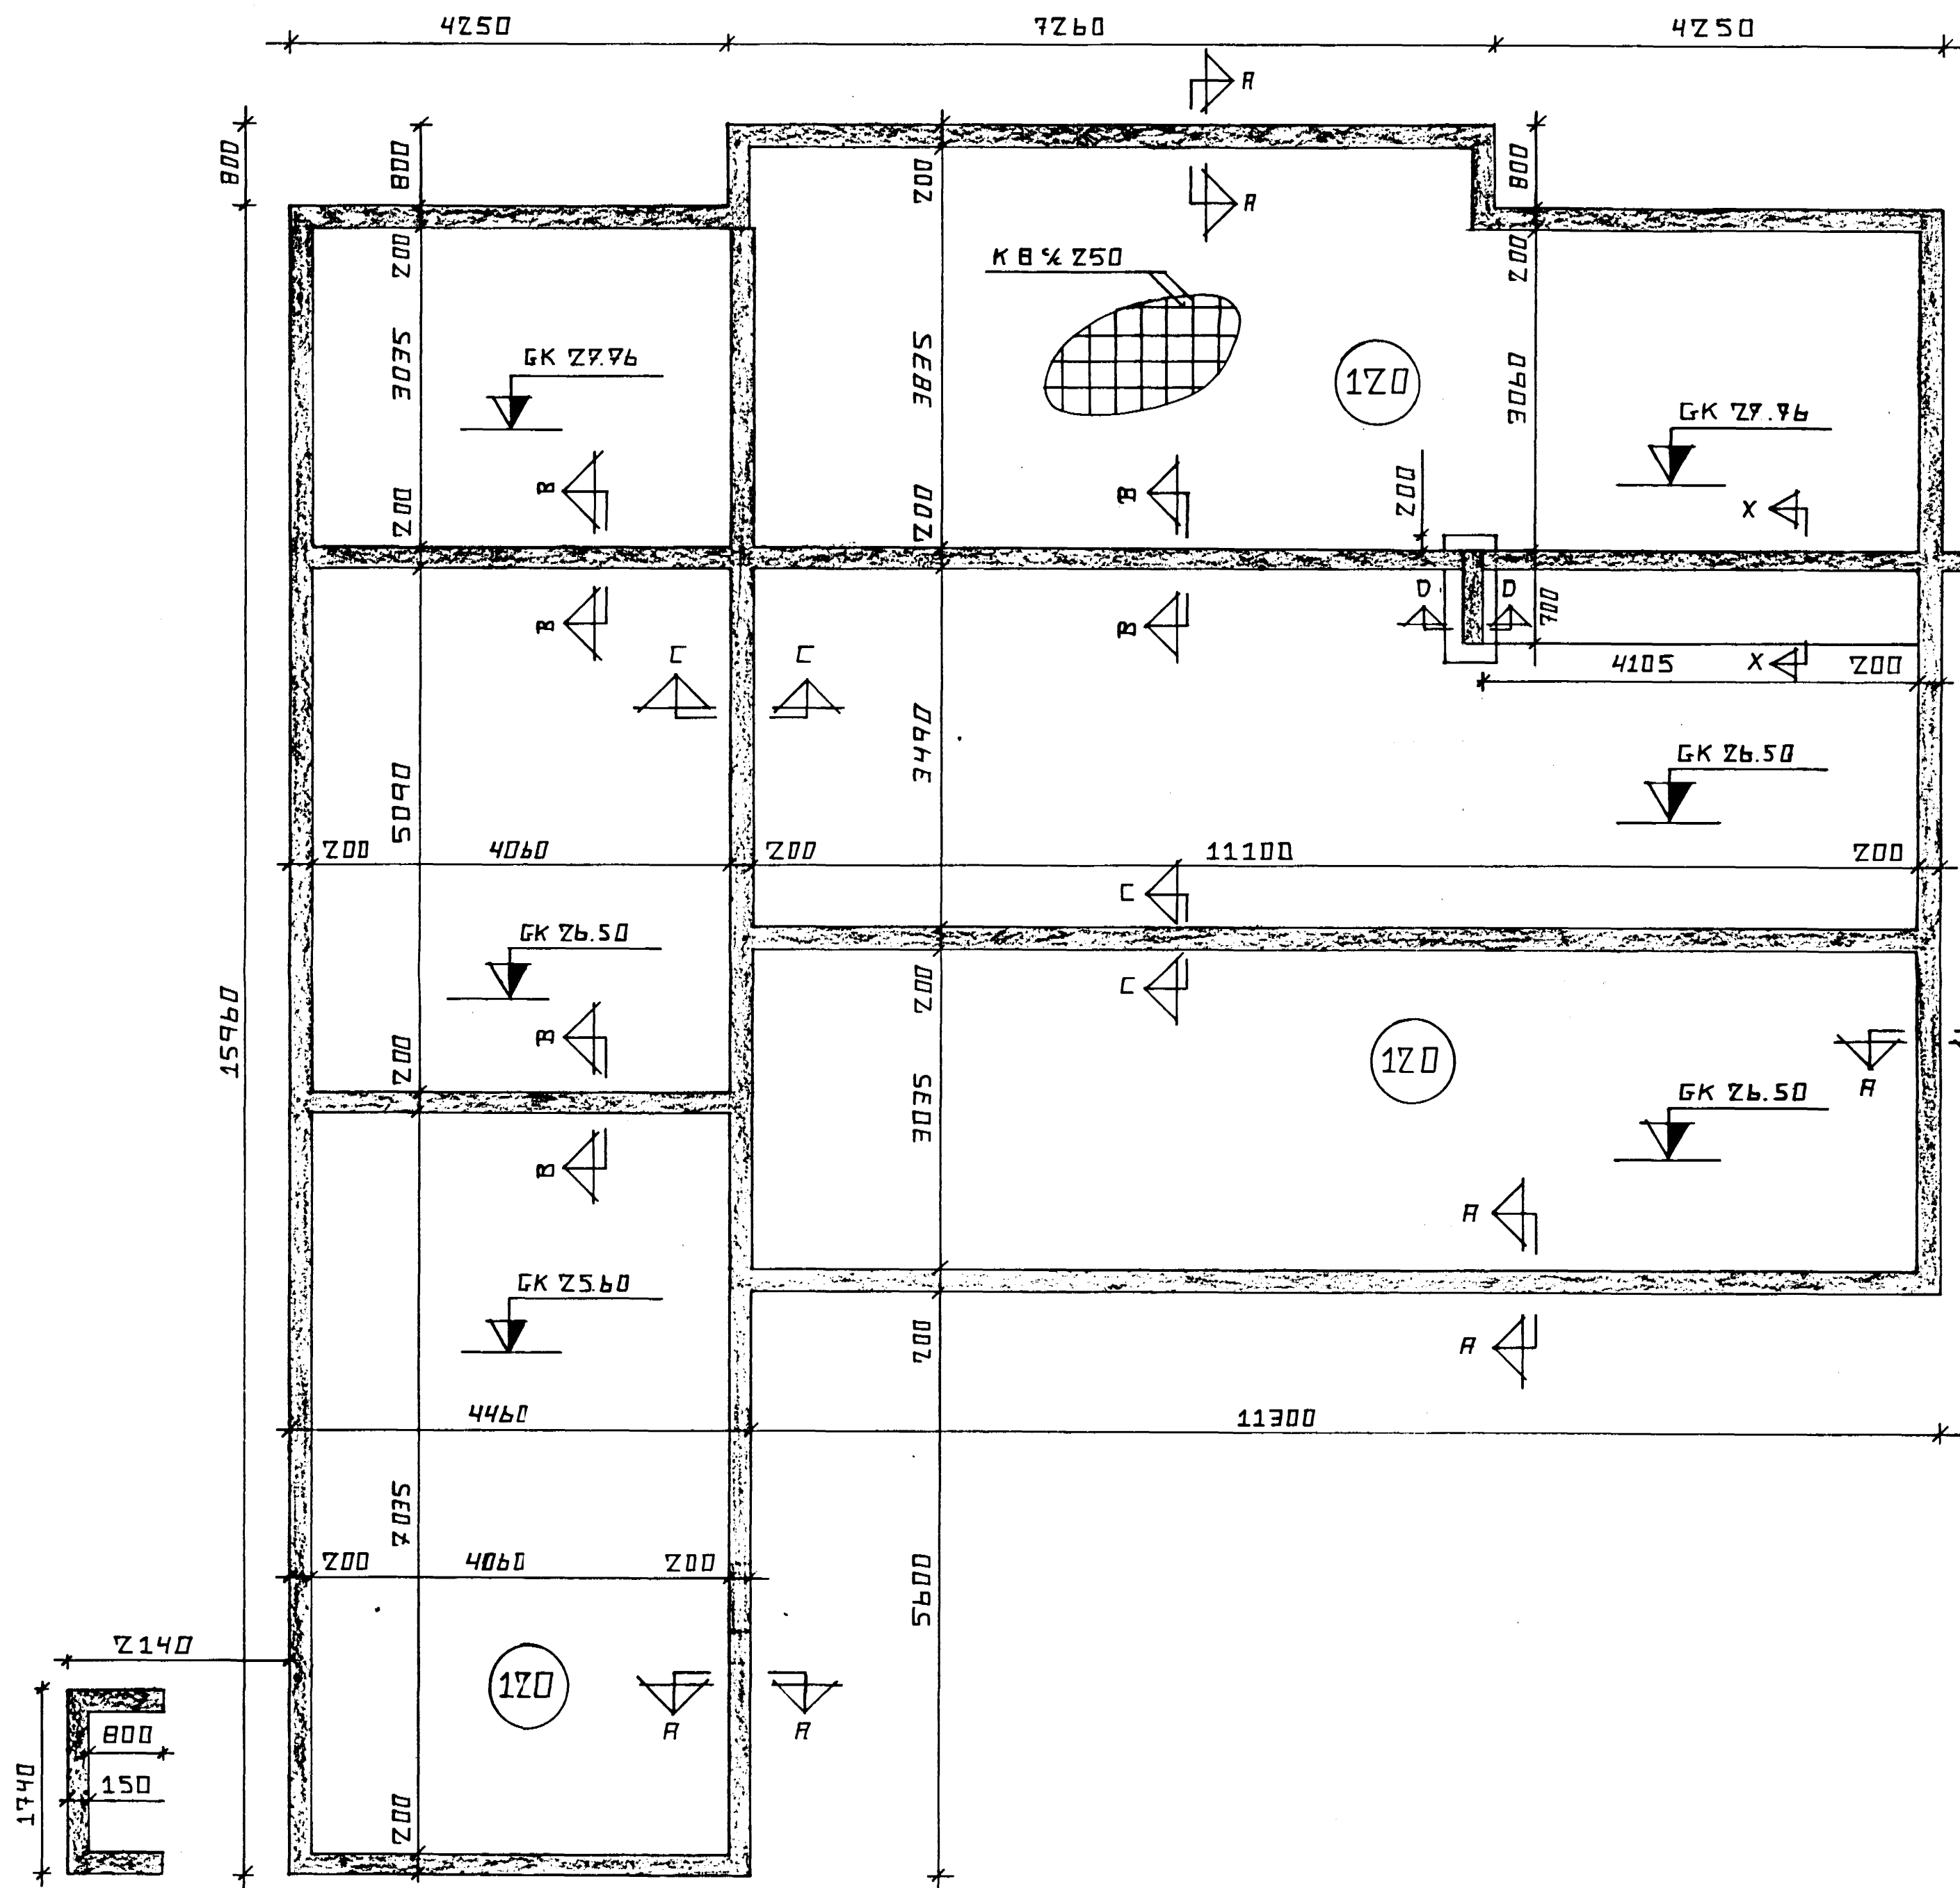 4250 7260 4250
A
800 800 200 800
A
200 200
K 8 c/c 250
3035 3835 120 3060
GK 27.76
GK 27.76
B B 200 X
200 200
B B D D 700
C C 4105 X 200
3440
GK 26.50
5090
200 4060 200 11100 200
C
GK 26.50
C 200
15960
B 200 120 A
3035 GK 26.50
B
A
GK 25.60
200 A
4460 11300
7035
200 4060 200 5600
2140
120
A A
800
1740 150
200